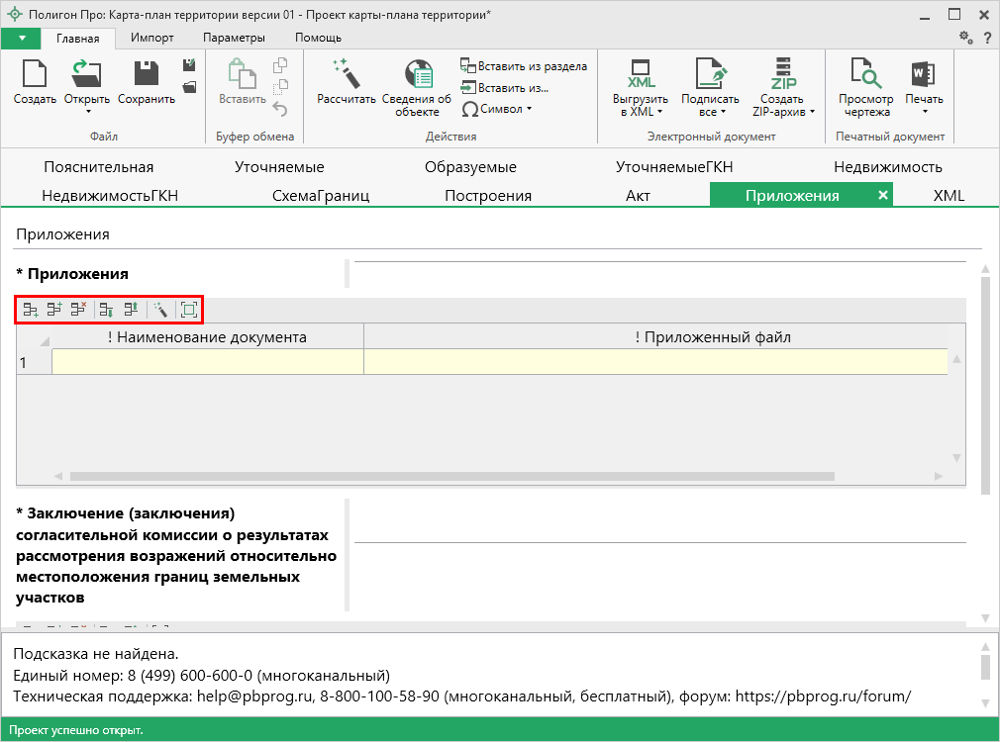 Полигон Про: Карта-план территории версии 01 - Проект карты-плана территории*
Главная Импорт Параметры Помощь
?
Создать Открыть Сохранить Вставить Рассчитать Сведения об объекте
Вставить из раздела
Вставить из...
Символ
XML
Выгрузить в XML
Подписать все
ZIP
Создать ZIP-архив
Просмотр чертежа
Печать
Файл Буфер обмена Действия Электронный документ Печатный документ
Пояснительная Уточняемые Образуемые УточняемыеГКН Недвижимость
НедвижимостьГКН СхемаГраниц Построения Акт Приложения XML
Приложения
* Приложения
! Наименование документа ! Приложенный файл
1
* Заключение (заключения)
согласительной комиссии о результатах
рассмотрения возражений относительно
местоположения границ земельных
участков
Подсказка не найдена.
Единый номер: 8 (499) 600-600-0 (многоканальный)
Техническая поддержка: help@pbprog.ru, 8-800-100-58-90 (многоканальный, бесплатный), форум: https://pbprog.ru/forum/
Проект успешно открыт.